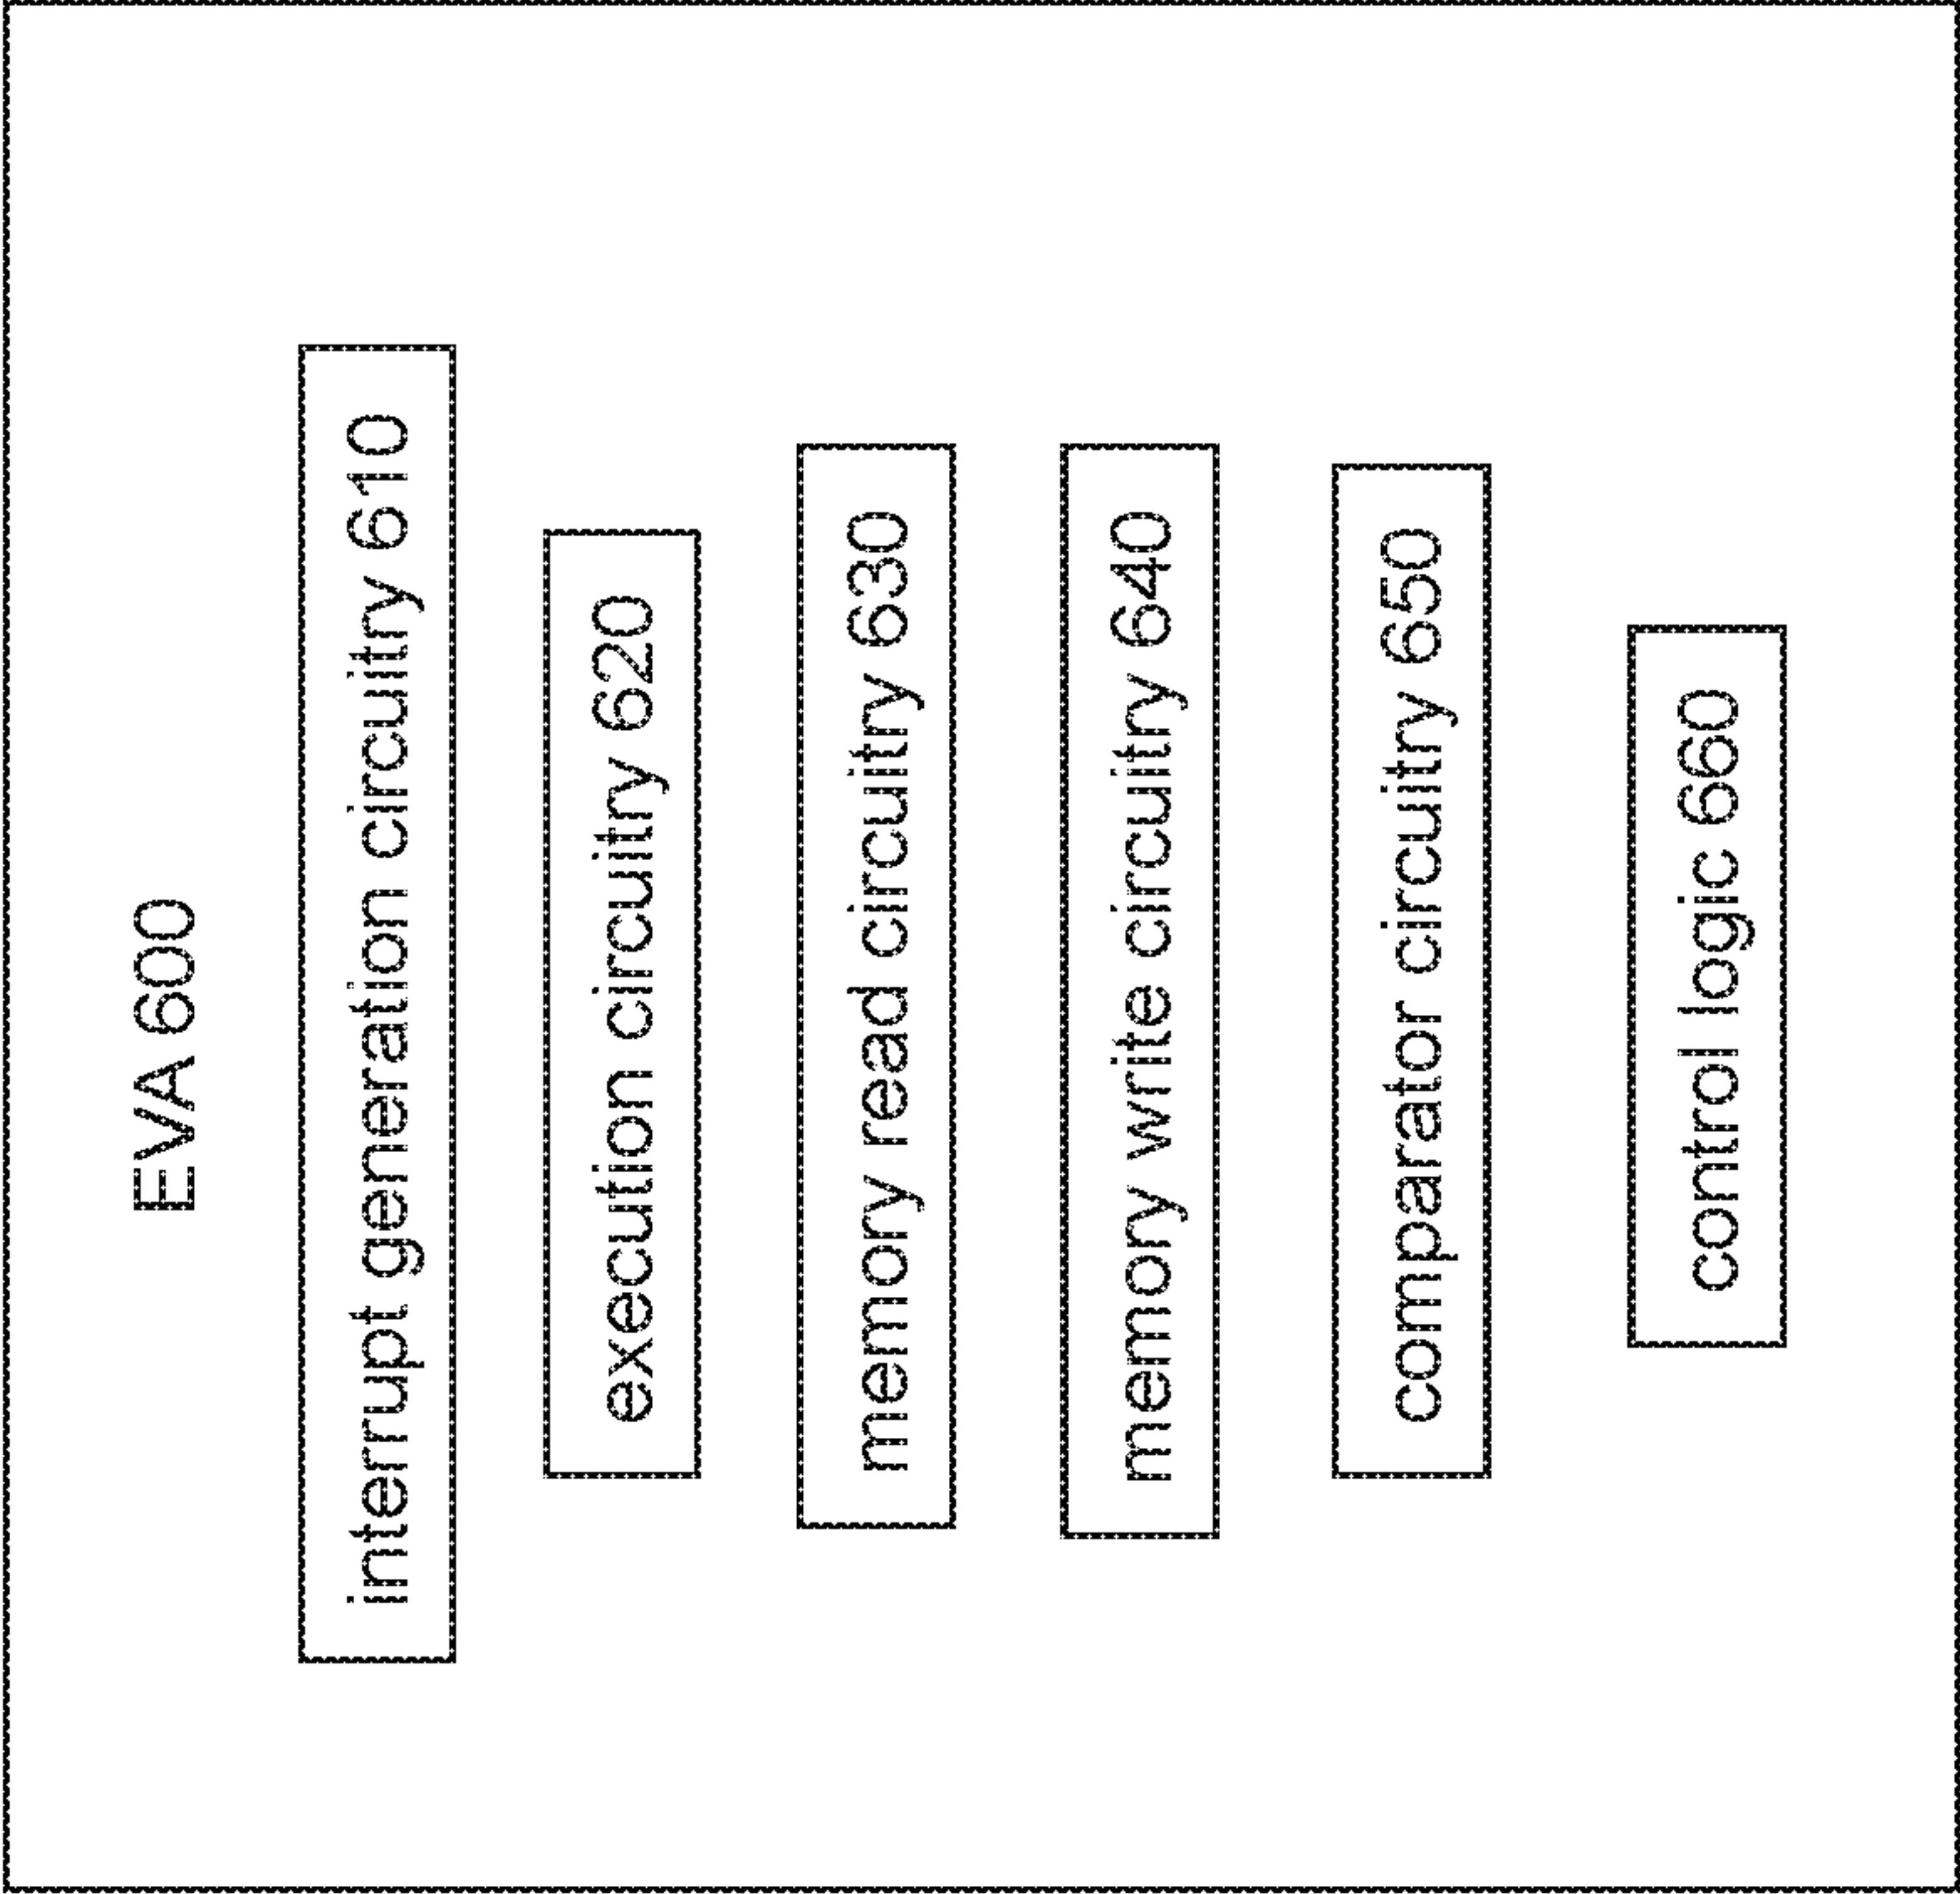 EVA 600
interrupt generation circuitry 610
execution circuitry 620
memory read circuitry 630
memory write circuitry 640
comparator circuitry 650
control logic 660